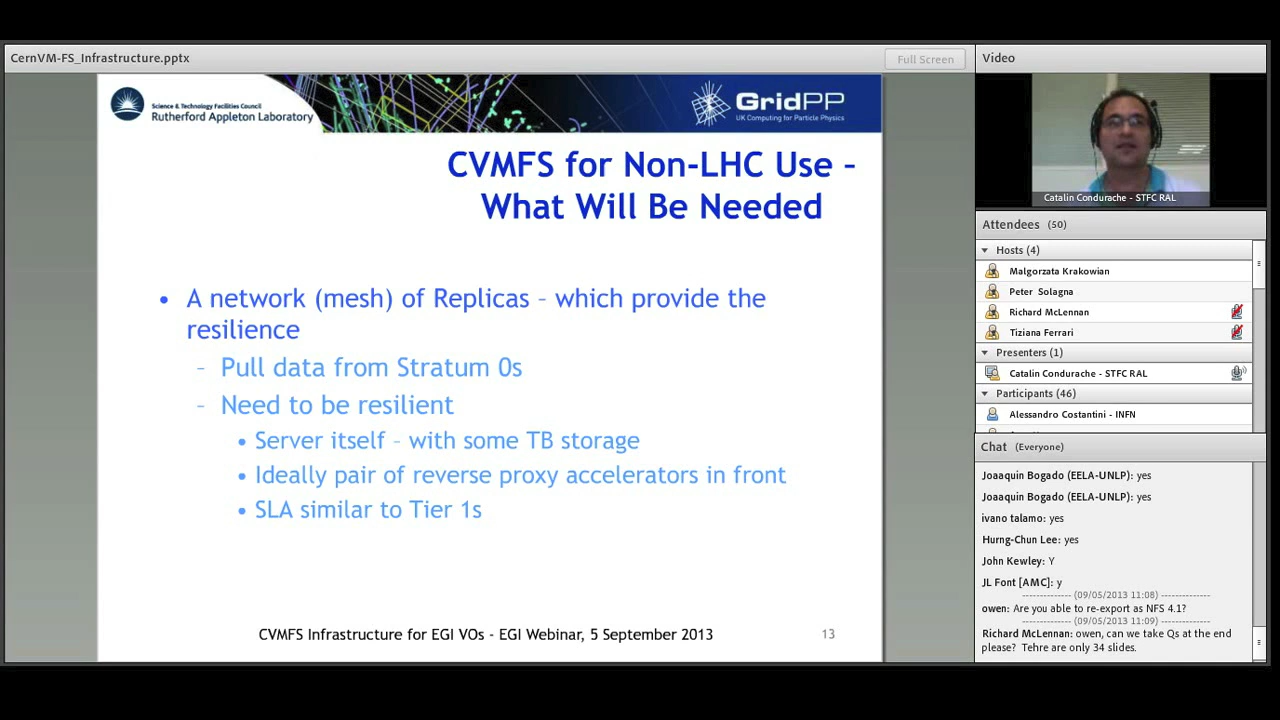 CernVM-FS_Infrastructure.pptx
Full Screen
Science & Technology Facilities Council
Rutherford Appleton Laboratory
GridPP
UK Computing for Particle Physics
CVMFS for Non-LHC Use –
What Will Be Needed
• A network (mesh) of Replicas – which provide the
resilience
– Pull data from Stratum 0s
– Need to be resilient
• Server itself – with some TB storage
• Ideally pair of reverse proxy accelerators in front
• SLA similar to Tier 1s
CVMFS Infrastructure for EGI VOs - EGI Webinar, 5 September 2013
13
Video
Catalin Condurache - STFC RAL
Attendees (50)
Hosts (4)
Malgorzata Krakowian
Peter Solagna
Richard McLennan
Tiziana Ferrari
Presenters (1)
Catalin Condurache - STFC RAL
Participants (46)
Alessandro Costantini - INFN
Chat (Everyone)
Joaaquin Bogado (EELA-UNLP): yes
Joaaquin Bogado (EELA-UNLP): yes
ivano talamo: yes
Hurng-Chun Lee: yes
John Kewley: Y
JL Font [AMC]: y
-------------- (09/05/2013 11:08) --------------
owen: Are you able to re-export as NFS 4.1?
-------------- (09/05/2013 11:09) --------------
Richard McLennan: owen, can we take Qs at the end
please? Tehre are only 34 slides.